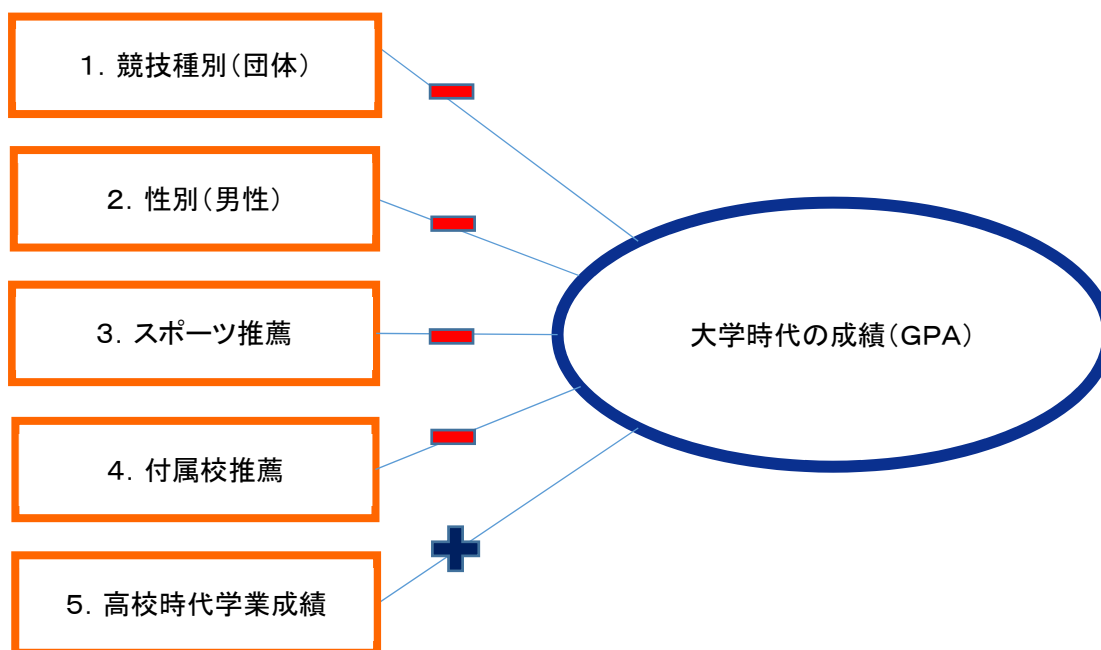 1．競技種別（団体）
2．性別（男性）
3．スポーツ推薦
大学時代の成績（GPA）
4．付属校推薦
5．高校時代学業成績